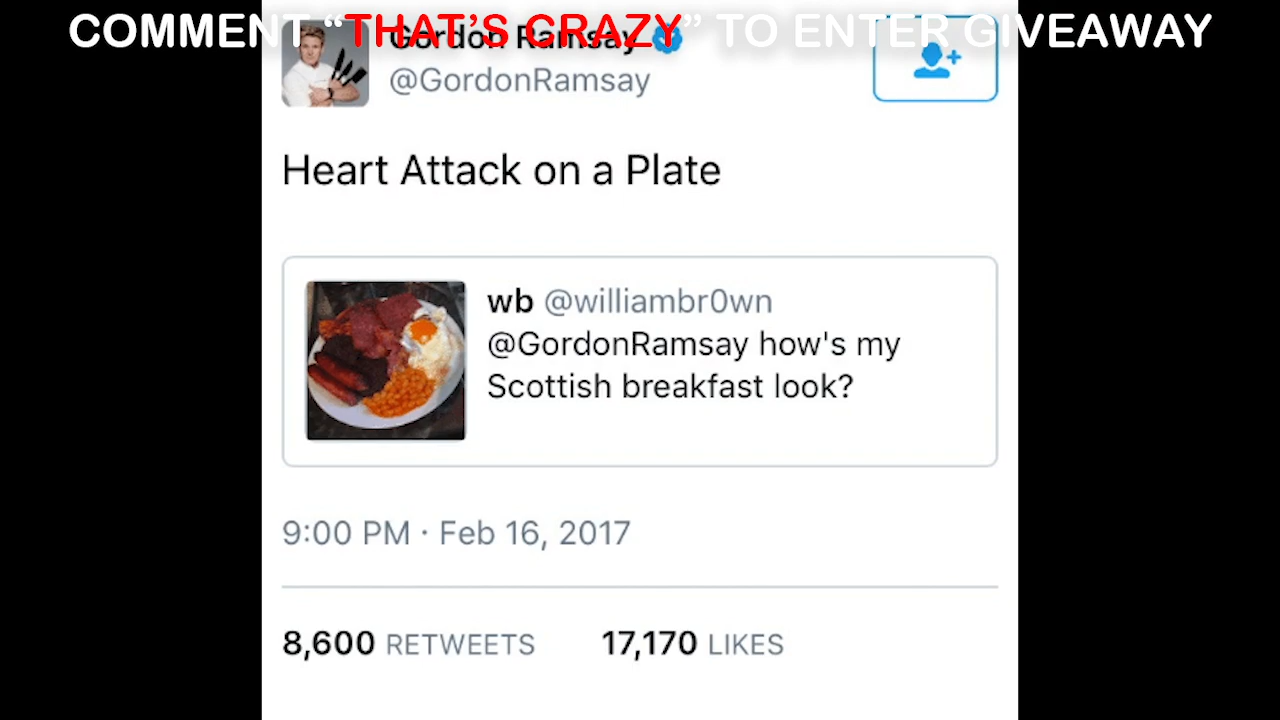 COMMENT “THAT’S CRAZY” TO ENTER GIVEAWAY
Gordon Ramsay
@GordonRamsay
Heart Attack on a Plate
wb @williambr0wn
@GordonRamsay how's my
Scottish breakfast look?
9:00 PM · Feb 16, 2017
8,600 RETWEETS 17,170 LIKES